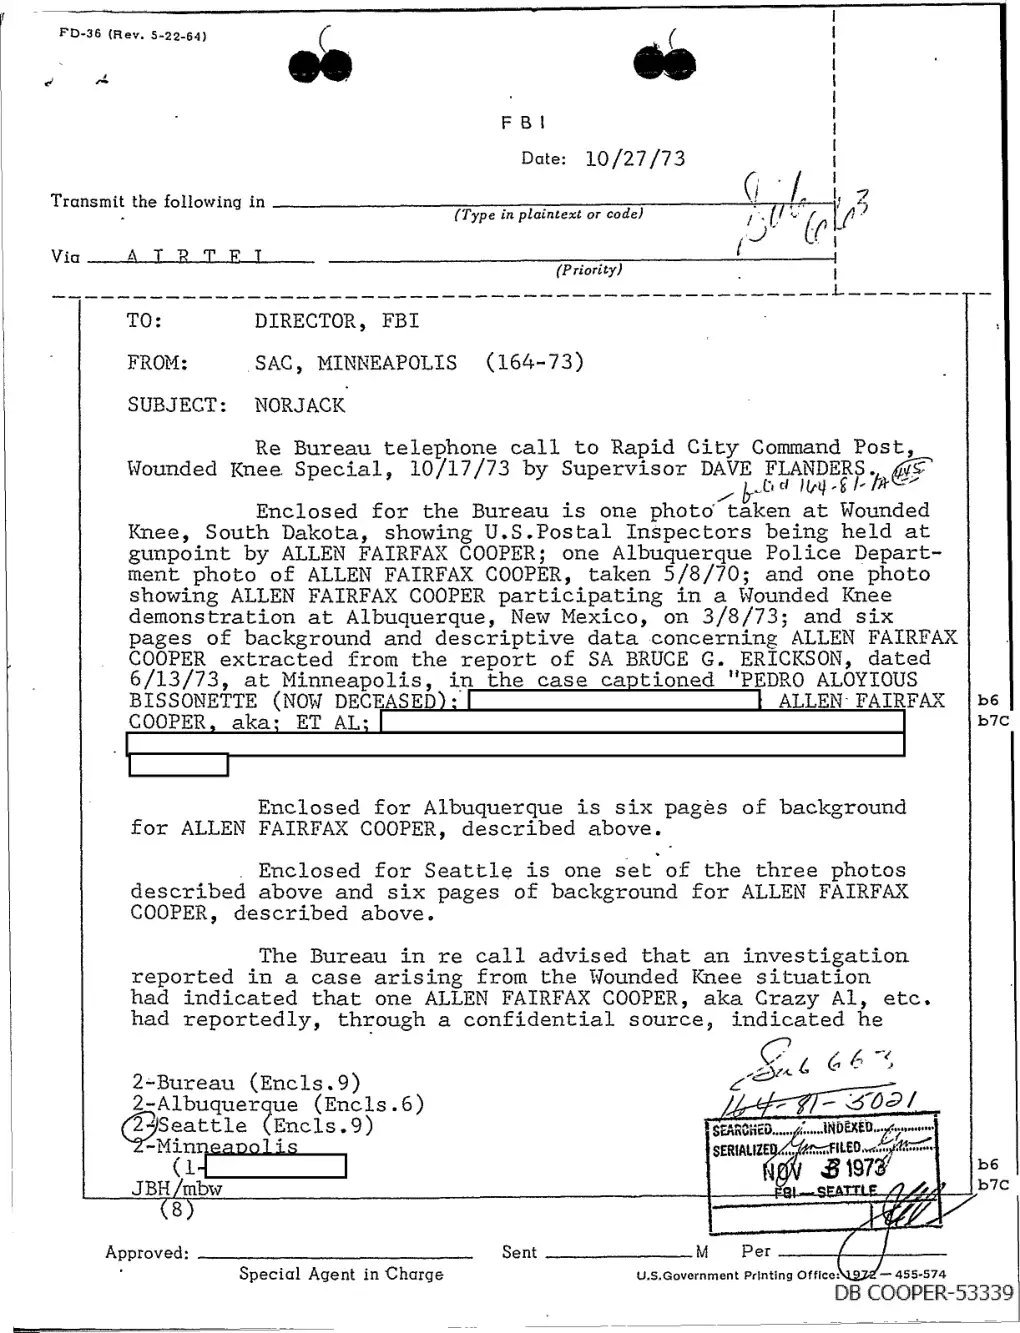 FD-36 (Rev. 5-22-64)
F B I
Date: 10/27/73
Transmit the following in
(Type in plaintext or code)
Via A I R T E L
(Priority)
TO: DIRECTOR, FBI
FROM: SAC, MINNEAPOLIS (164-73)
SUBJECT: NORJACK
Re Bureau telephone call to Rapid City Command Post,
Wounded Knee Special, 10/17/73 by Supervisor DAVE FLANDERS.
Enclosed for the Bureau is one photo taken at Wounded
Knee, South Dakota, showing U.S.Postal Inspectors being held at
gunpoint by ALLEN FAIRFAX COOPER; one Albuquerque Police Depart-
ment photo of ALLEN FAIRFAX COOPER, taken 5/8/70; and one photo
showing ALLEN FAIRFAX COOPER participating in a Wounded Knee
demonstration at Albuquerque, New Mexico, on 3/8/73; and six
pages of background and descriptive data concerning ALLEN FAIRFAX
COOPER extracted from the report of SA BRUCE G. ERICKSON, dated
6/13/73, at Minneapolis, in the case captioned "PEDRO ALOYIOUS
BISSONETTE (NOW DECEASED); ALLEN FAIRFAX
b6
COOPER, aka; ET AL;
b7C
Enclosed for Albuquerque is six pages of background
for ALLEN FAIRFAX COOPER, described above.
Enclosed for Seattle is one set of the three photos
described above and six pages of background for ALLEN FAIRFAX
COOPER, described above.
The Bureau in re call advised that an investigation
reported in a case arising from the Wounded Knee situation
had indicated that one ALLEN FAIRFAX COOPER, aka Crazy Al, etc.
had reportedly, through a confidential source, indicated he
Sub 663
2-Bureau (Encls.9)
2-Albuquerque (Encls.6)
164-81-5021
2-Seattle (Encls.9)
SEARCHED INDEXED
2-Minneapolis
SERIALIZED FILED
(1-
NOV 3 1973
b6
JBH/mbw
FBI—SEATTLE
b7C
(8)
Approved: Sent M Per
Special Agent in Charge
U.S.Government Printing Office: 1972 — 455-574
DB COOPER-53339